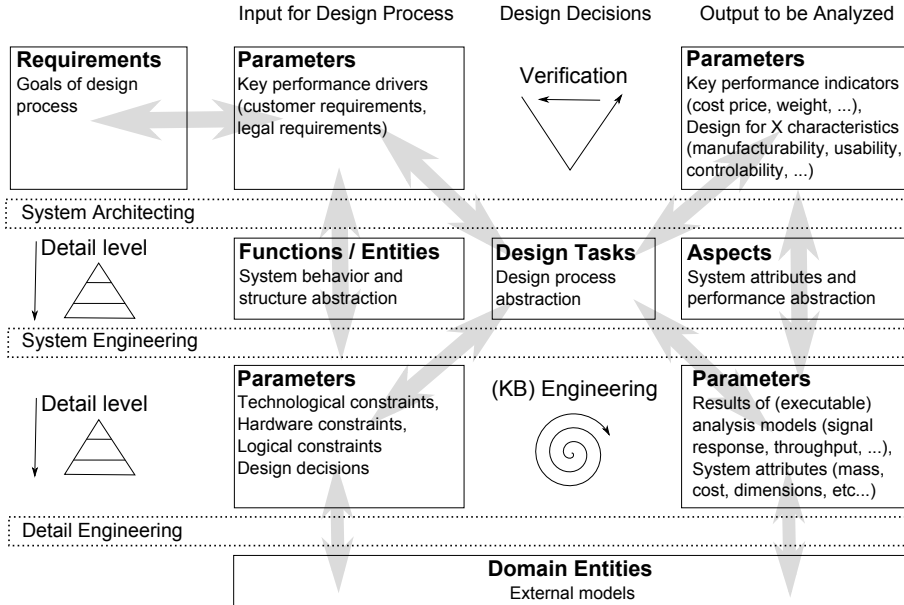 Input for Design Process
Design Decisions
Output to be Analyzed
Requirements
Goals of design
process
Parameters
Key performance drivers
(customer requirements,
legal requirements)
Verification
Parameters
Key performance indicators
(cost price, weight, ...),
Design for X characteristics
(manufacturability, usability,
controlability, ...)
System Architecting
Detail level
Functions / Entities
System behavior and
structure abstraction
Design Tasks
Design process
abstraction
Aspects
System attributes and
performance abstraction
System Engineering
Detail level
Parameters
Technological constraints,
Hardware constraints,
Logical constraints
Design decisions
(KB) Engineering
Parameters
Results of (executable)
analysis models (signal
response, throughput, ...),
System attributes (mass,
cost, dimensions, etc...)
Detail Engineering
Domain Entities
External models